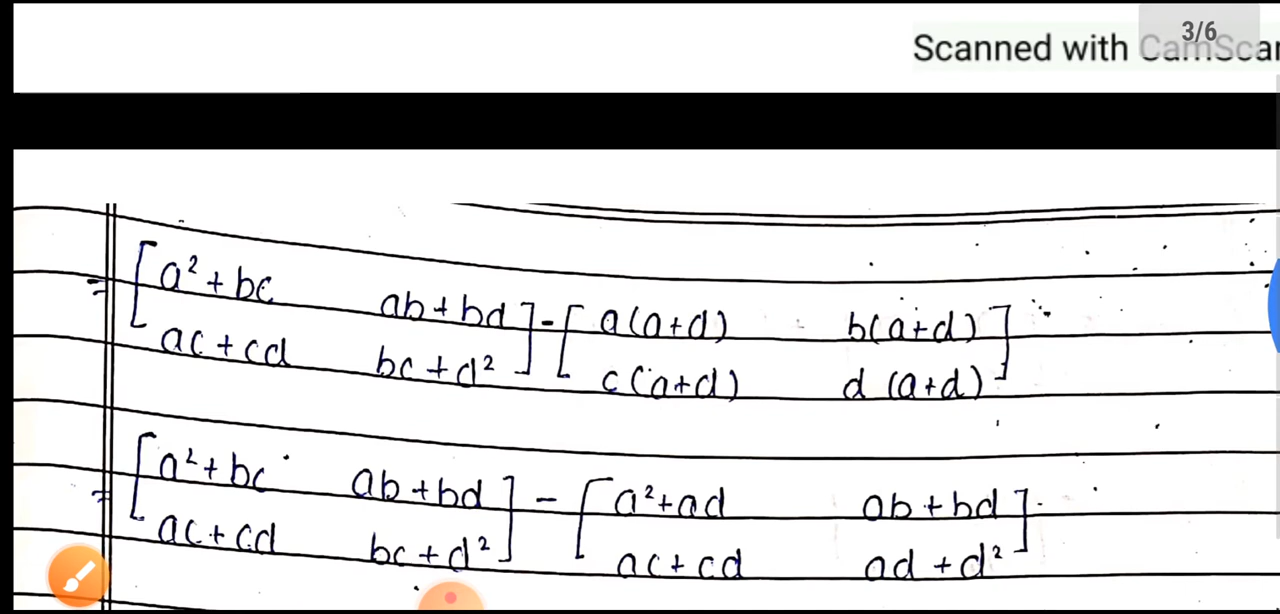 3/6
Scanned with CamScan
= [ a² + bc ab + bd ] - [ a(a+d) b(a+d) ]
ac + cd bc + d² c(a+d) d (a+d)
= [ a² + bc ab + bd ] - [ a² + ad ab + bd ]
ac + cd bc + d² ac + cd ad + d²